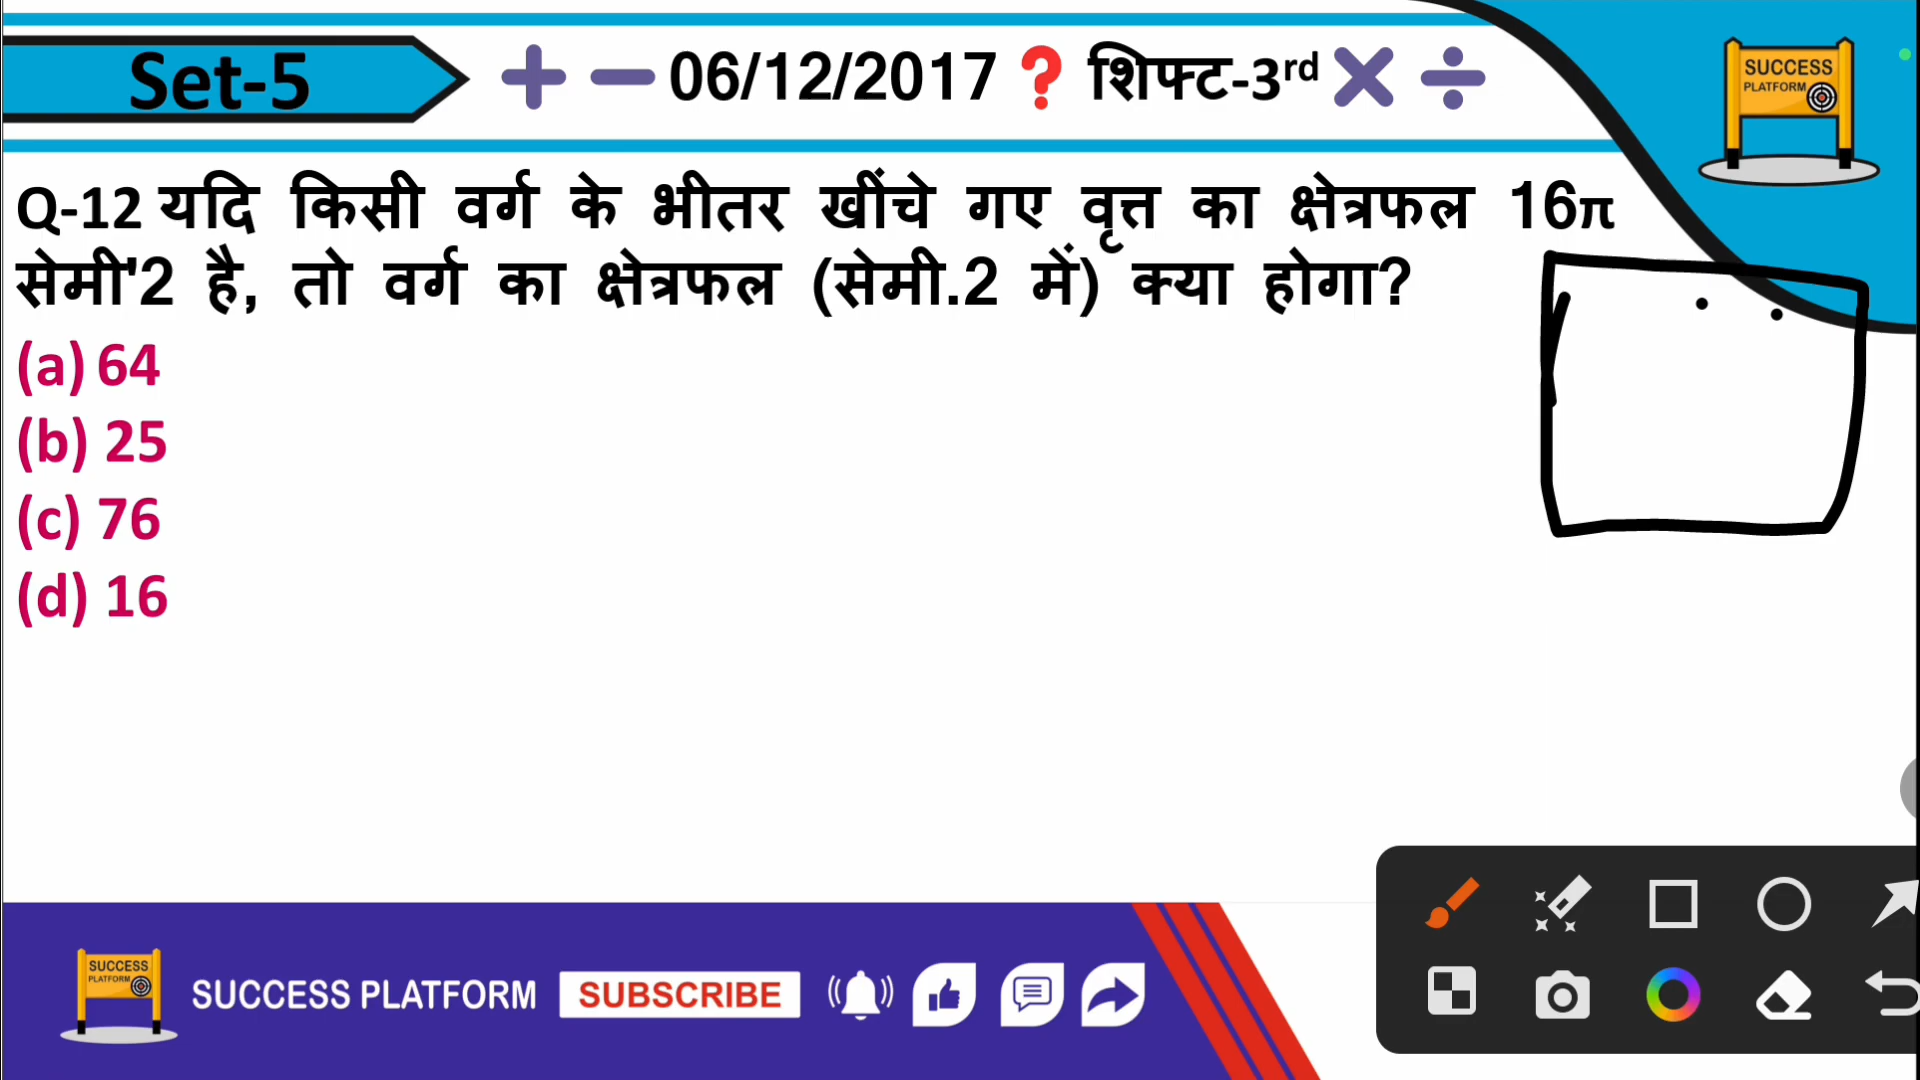 Set-5
06/12/2017 ❓ शिफ्ट-3rd
SUCCESS
PLATFORM
Q-12 यदि किसी वर्ग के भीतर खींचे गए वृत्त का क्षेत्रफल 16π
सेमी'2 है, तो वर्ग का क्षेत्रफल (सेमी.2 में) क्या होगा?
(a) 64
(b) 25
(c) 76
(d) 16
SUCCESS
PLATFORM
SUCCESS PLATFORM
SUBSCRIBE